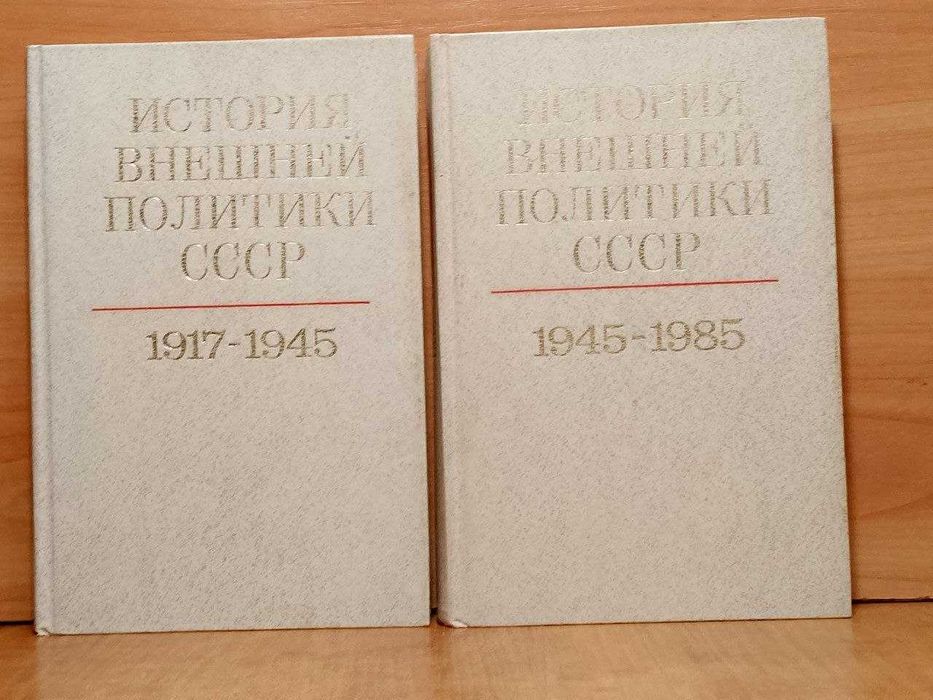 ИСТОРИЯ
ВНЕШНЕЙ
ПОЛИТИКИ
СССР
1917-1945
ИСТОРИЯ
ВНЕШНЕЙ
ПОЛИТИКИ
СССР
1945-1985